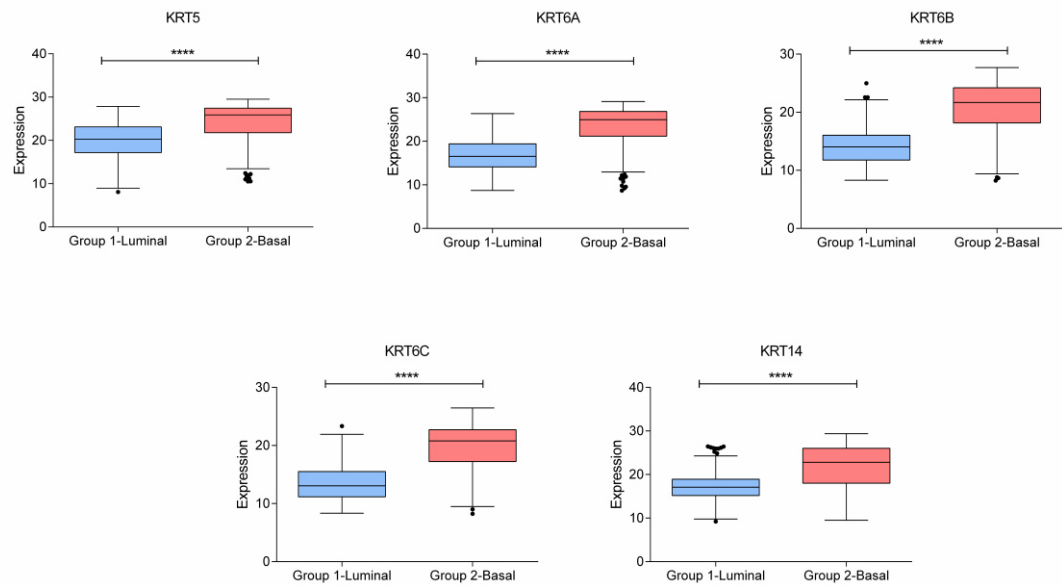 KRT5
****
40
30
20
10
0
Expression
Group 1-Luminal Group 2-Basal
KRT6A
****
40
30
20
10
0
Expression
Group 1-Luminal Group 2-Basal
KRT6B
****
30
20
10
0
Expression
Group 1-Luminal Group 2-Basal
KRT6C
****
30
20
10
0
Expression
Group 1-Luminal Group 2-Basal
KRT14
****
40
30
20
10
0
Expression
Group 1-Luminal Group 2-Basal